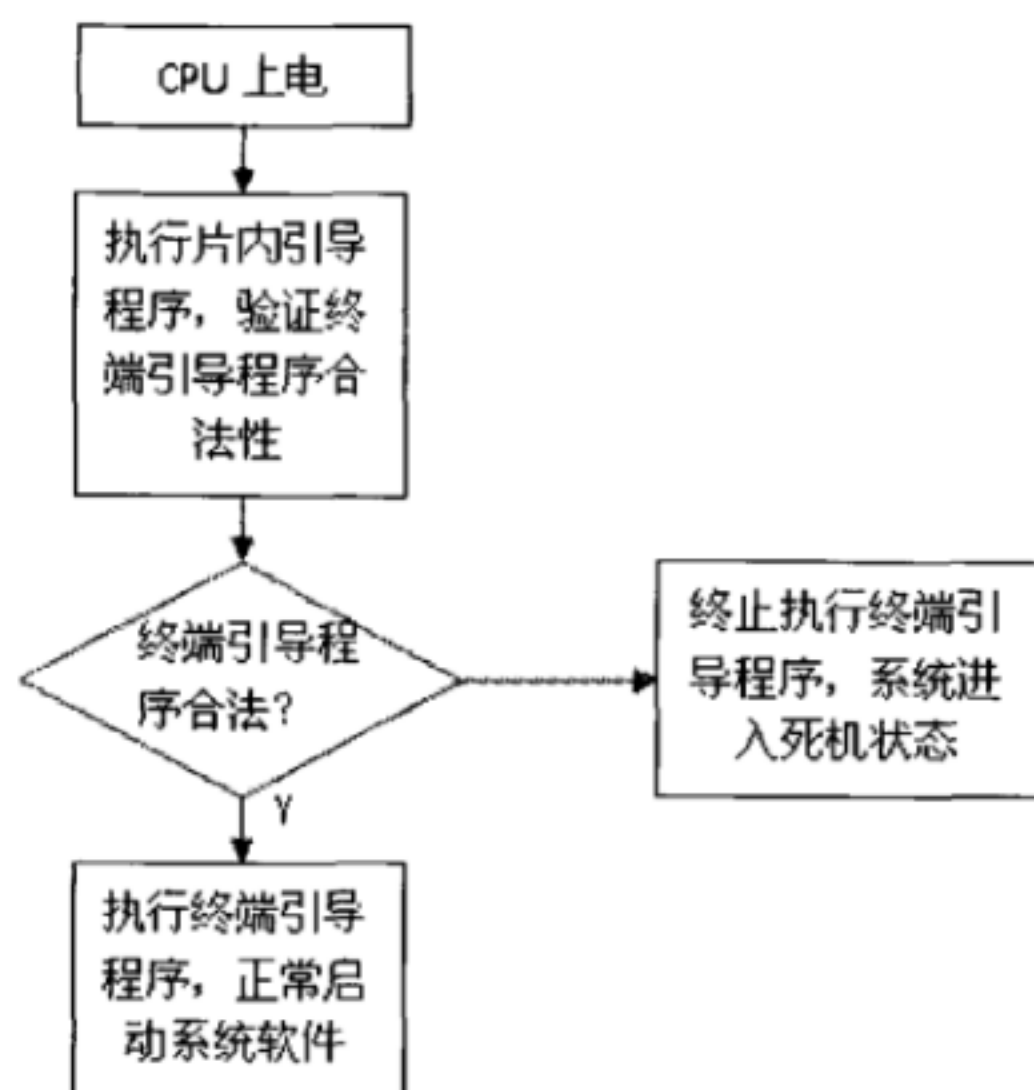 CPU 上电
执行片内引导
程序，验证终
端引导程序合
法性
终端引导程
序合法？
终止执行终端引
导程序，系统进
入死机状态
Y
执行终端引导
程序，正常启
动系统软件